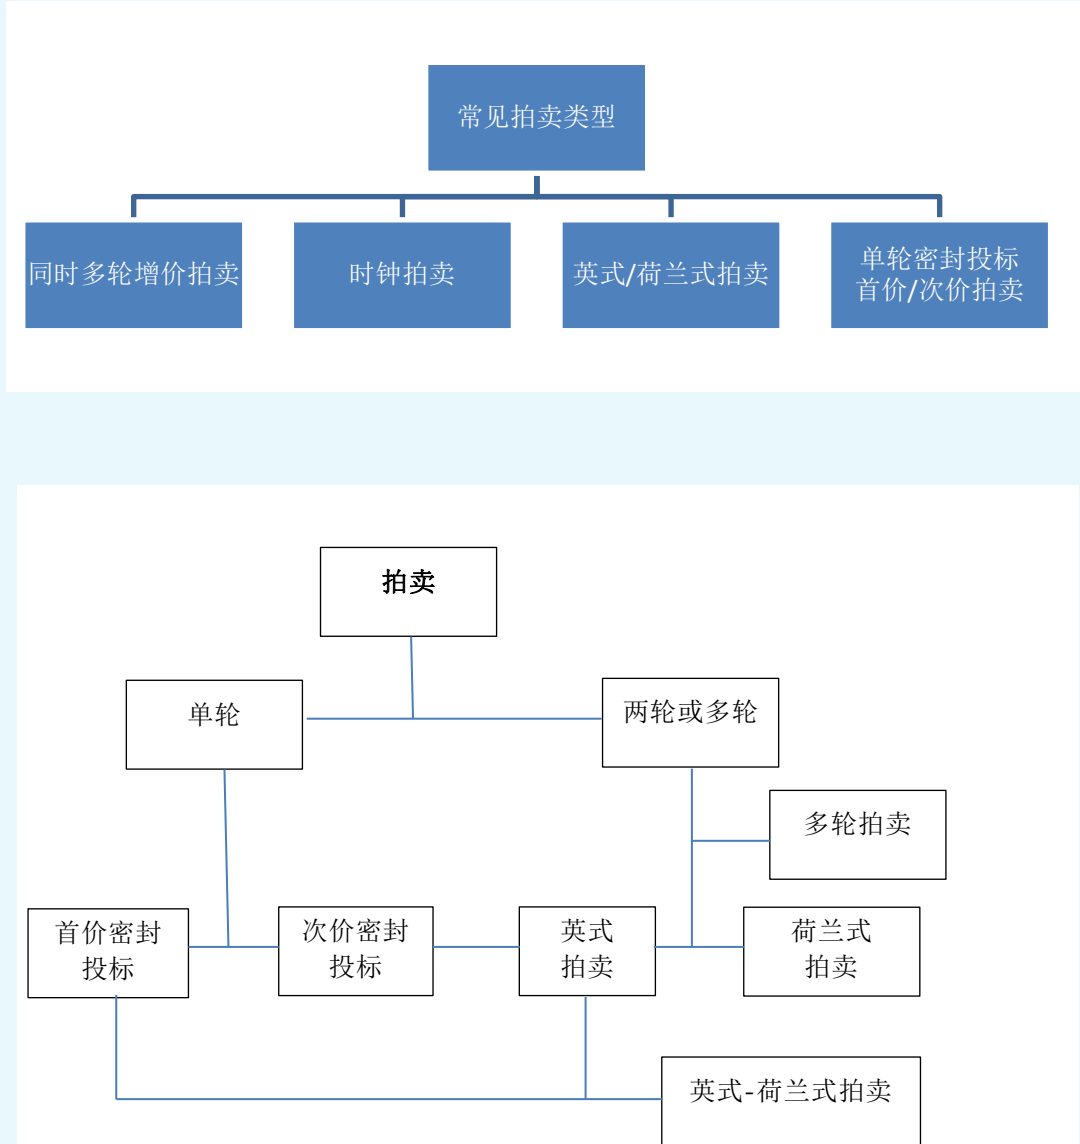 常见拍卖类型
同时多轮增价拍卖
时钟拍卖
英式/荷兰式拍卖
单轮密封投标
首价/次价拍卖
拍卖
单轮
两轮或多轮
多轮拍卖
首价密封
投标
次价密封
投标
英式
拍卖
荷兰式
拍卖
英式-荷兰式拍卖